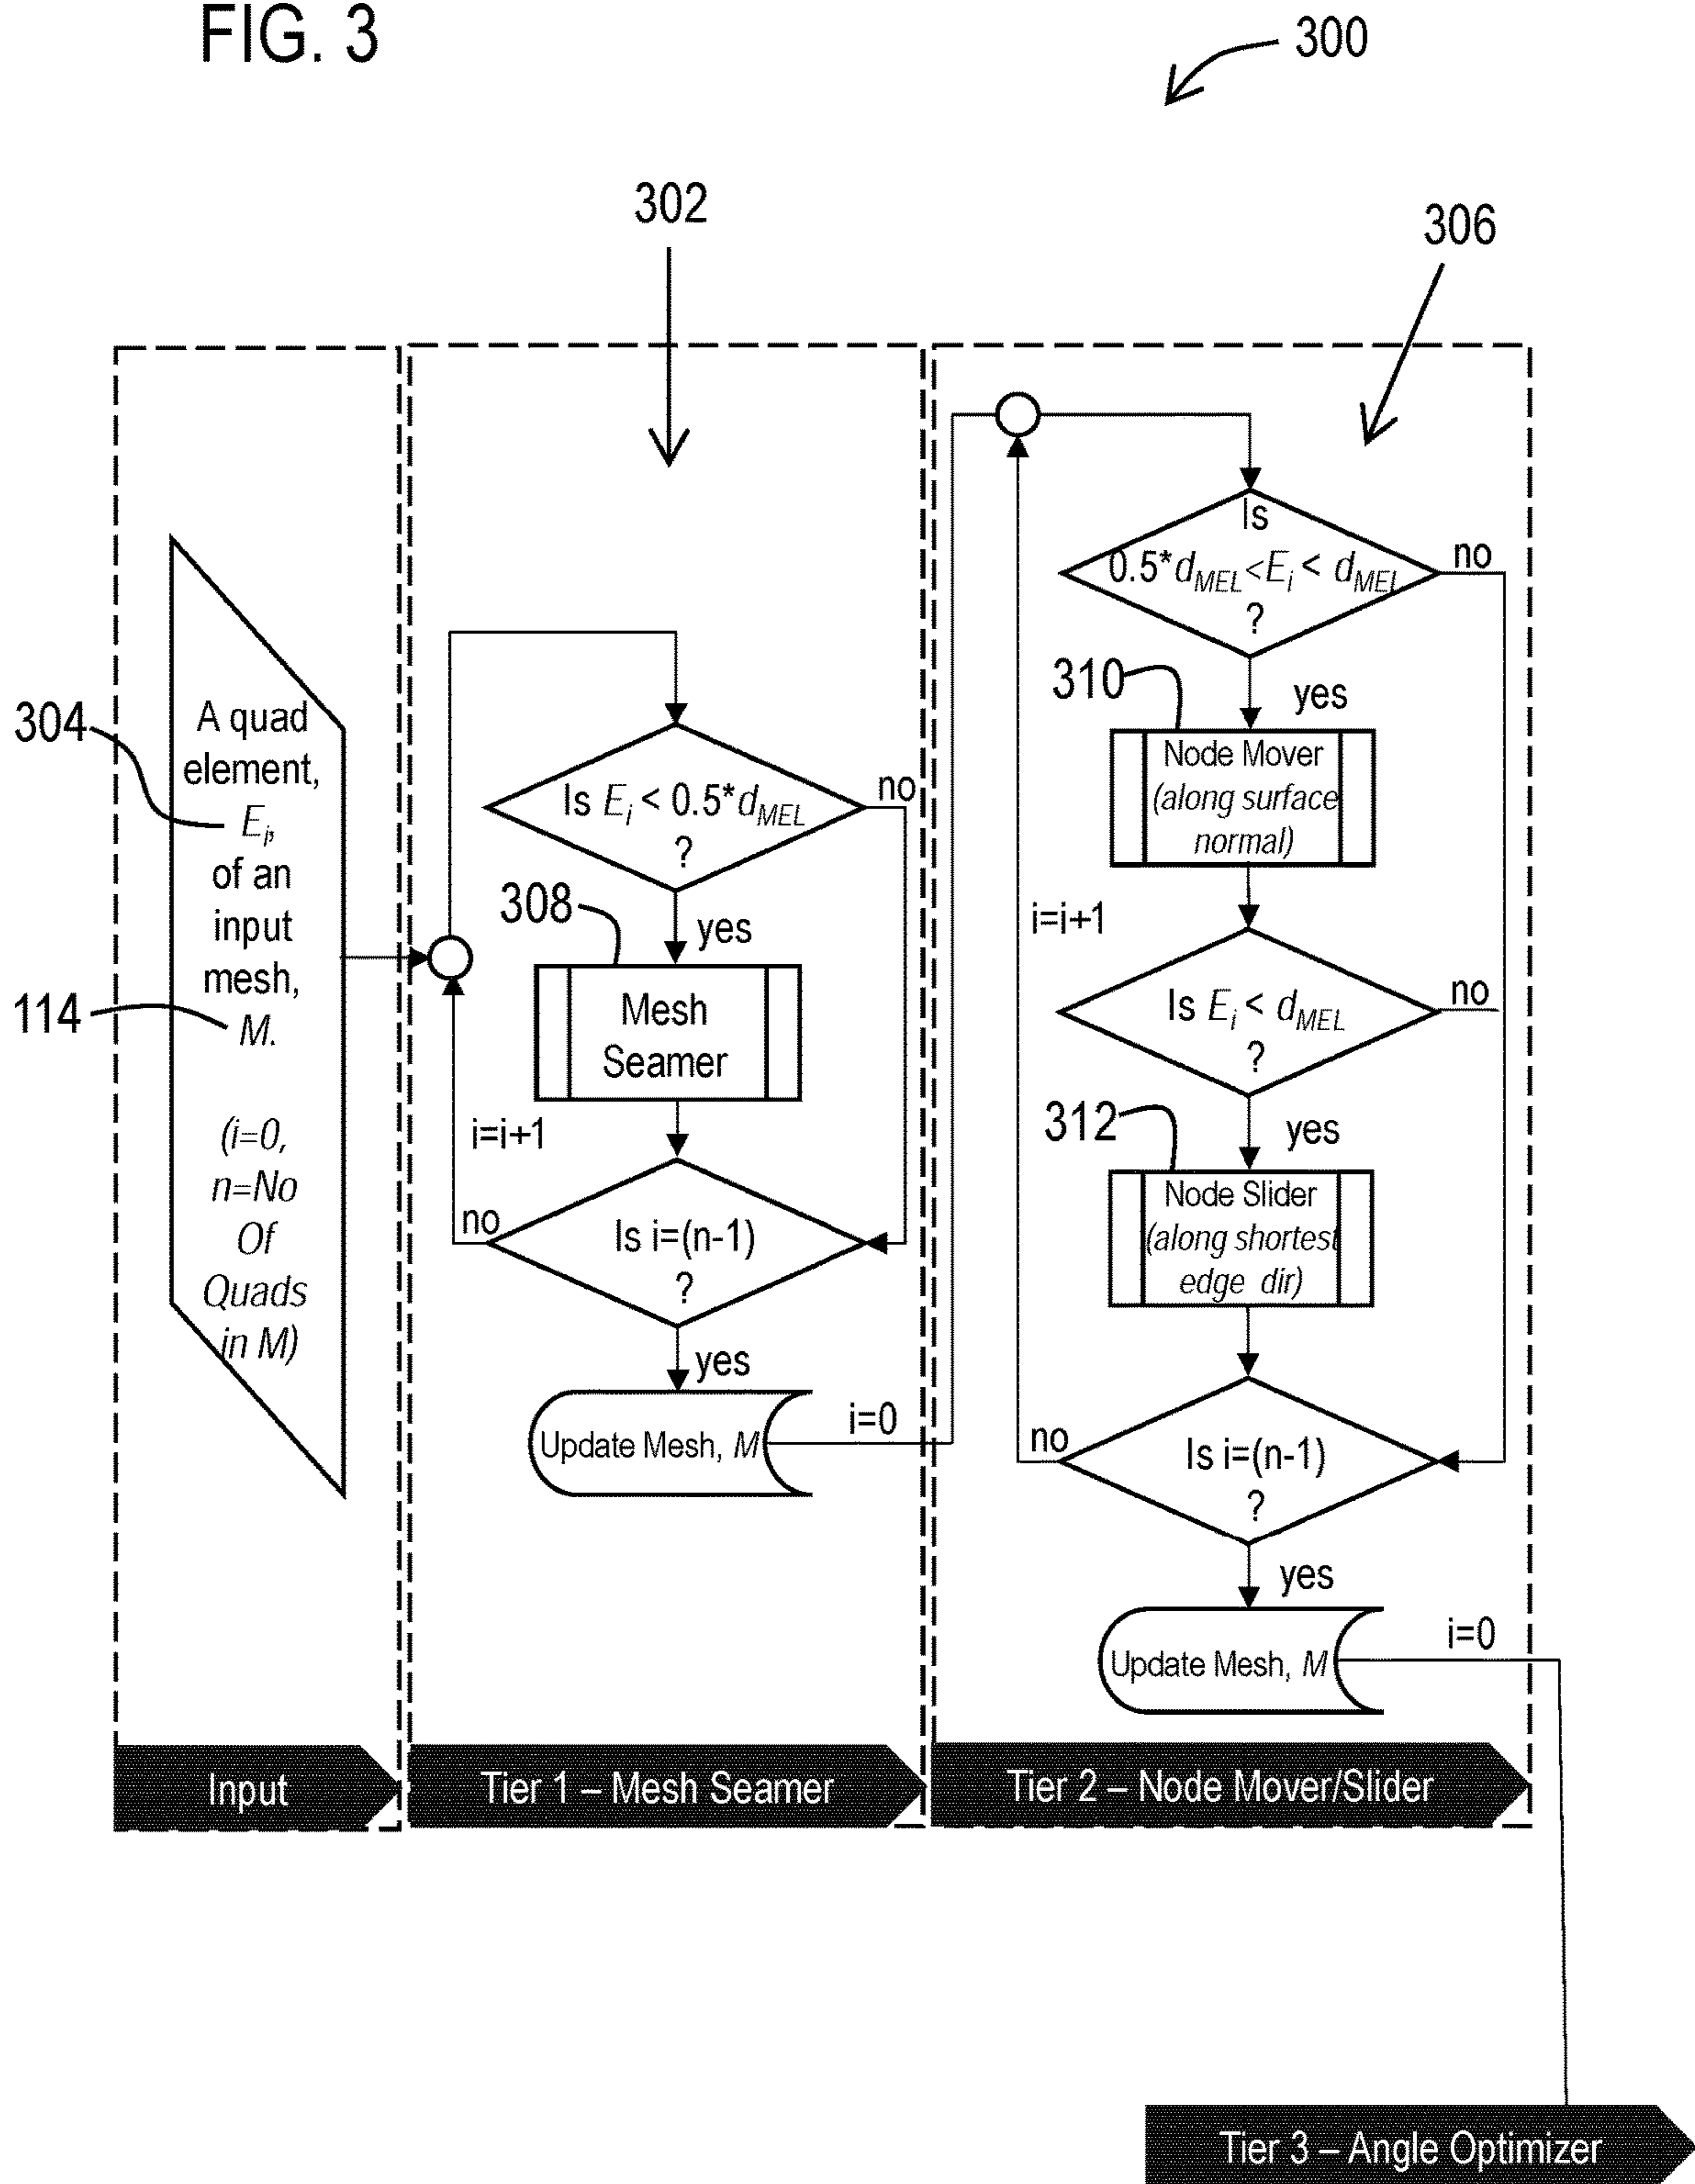 FIG. 3
300
302
306
304
A quad
element,
Ei,
of an
input
mesh,
114
M.
(i=0,
n=No
Of
Quads
in M)
Is Ei < 0.5*dMEL
?
no
yes
308
Mesh
Seamer
i=i+1
Is i=(n-1)
?
no
yes
Update Mesh, M
i=0
Is
0.5*dMEL<Ei < dMEL
?
no
yes
310
Node Mover
(along surface
normal)
i=i+1
Is Ei < dMEL
?
no
yes
312
Node Slider
(along shortest
edge dir)
Is i=(n-1)
?
no
yes
Update Mesh, M
i=0
Input
Tier 1 – Mesh Seamer
Tier 2 – Node Mover/Slider
Tier 3 – Angle Optimizer